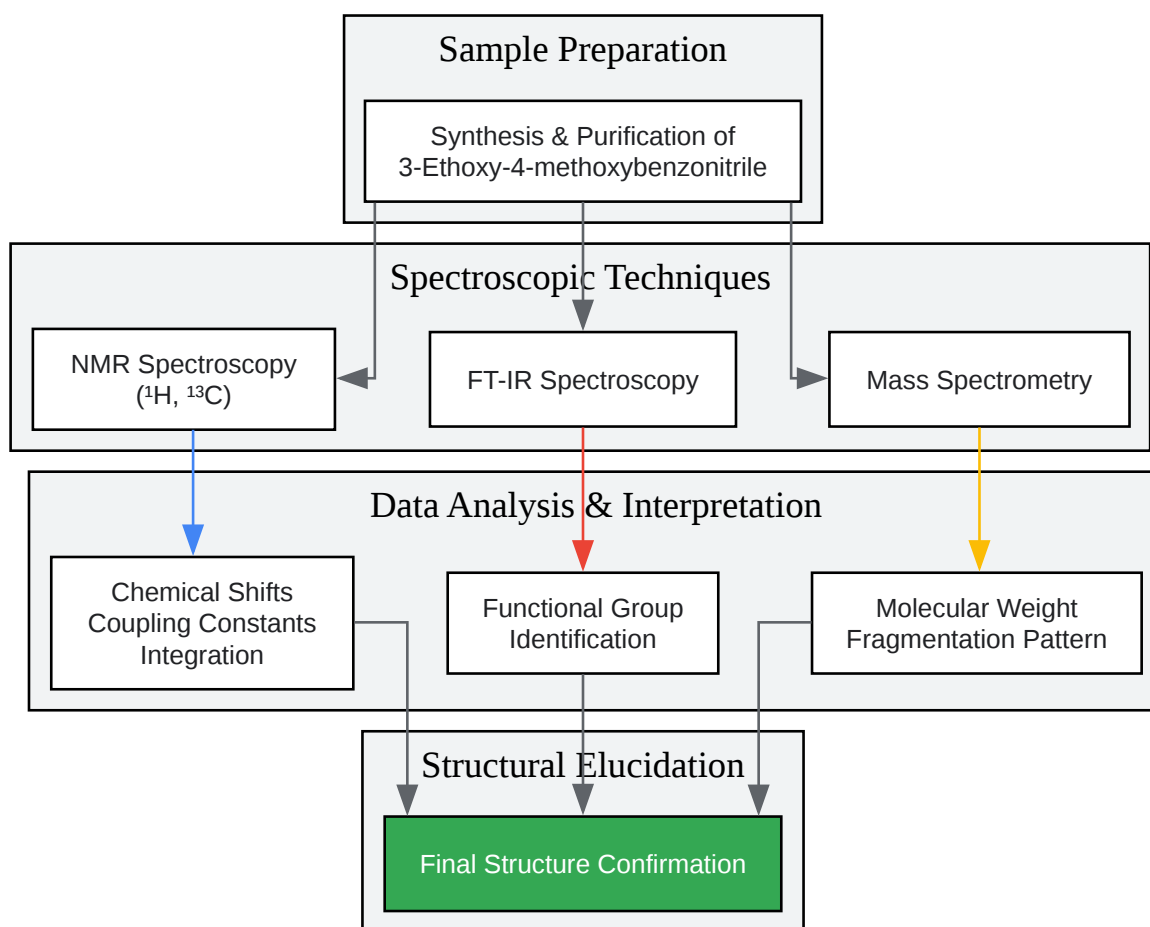 Sample Preparation
Synthesis & Purification of
3-Ethoxy-4-methoxybenzonitrile
Spectroscopic Techniques
NMR Spectroscopy
(¹H, ¹³C)
FT-IR Spectroscopy
Mass Spectrometry
Data Analysis & Interpretation
Chemical Shifts
Coupling Constants
Integration
Functional Group
Identification
Molecular Weight
Fragmentation Pattern
Structural Elucidation
Final Structure Confirmation